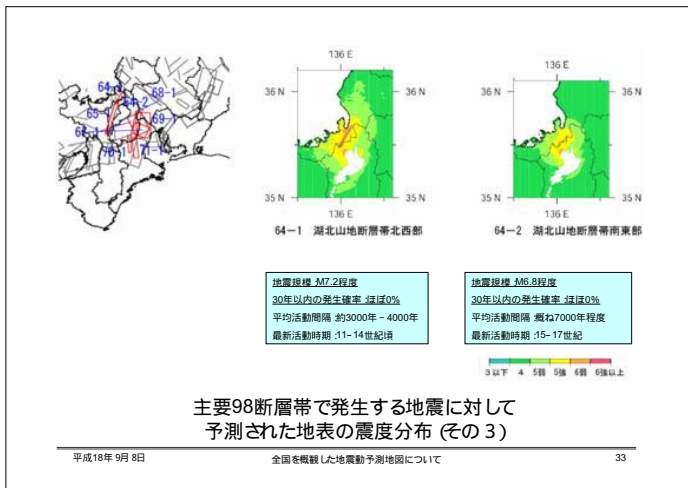 64-2
68-1
65-1
69-1
71-1
136 E
36 N
36 N
35 N
35 N
136 E
64-1 湖北山地断層帯北西部
136 E
36 N
36 N
35 N
35 N
136 E
64-2 湖北山地断層帯南東部
地震規模:M7.2程度
30年以内の発生確率:ほぼ0%
平均活動間隔:約3000年-4000年
最新活動時期:11-14世紀頃
地震規模:M6.8程度
30年以内の発生確率:ほぼ0%
平均活動間隔:概ね7000年程度
最新活動時期:15-17世紀
3以下 4 5弱 5強 6弱 6強以上
主要98断層帯で発生する地震に対して
予測された地表の震度分布(その3)
平成18年9月8日
全国を概観した地震動予測地図について
33